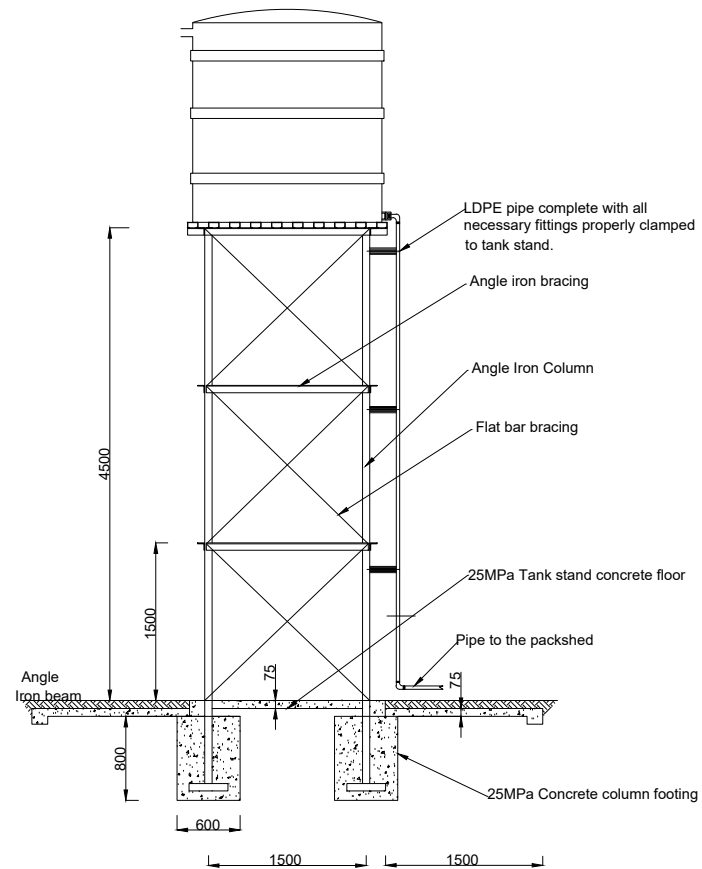 LDPE pipe complete with all
necessary fittings properly clamped
to tank stand.
Angle iron bracing
Angle Iron Column
Flat bar bracing
4500
1500
25MPa Tank stand concrete floor
Pipe to the packshed
75
75
Angle
Iron beam
800
25MPa Concrete column footing
600
1500
1500